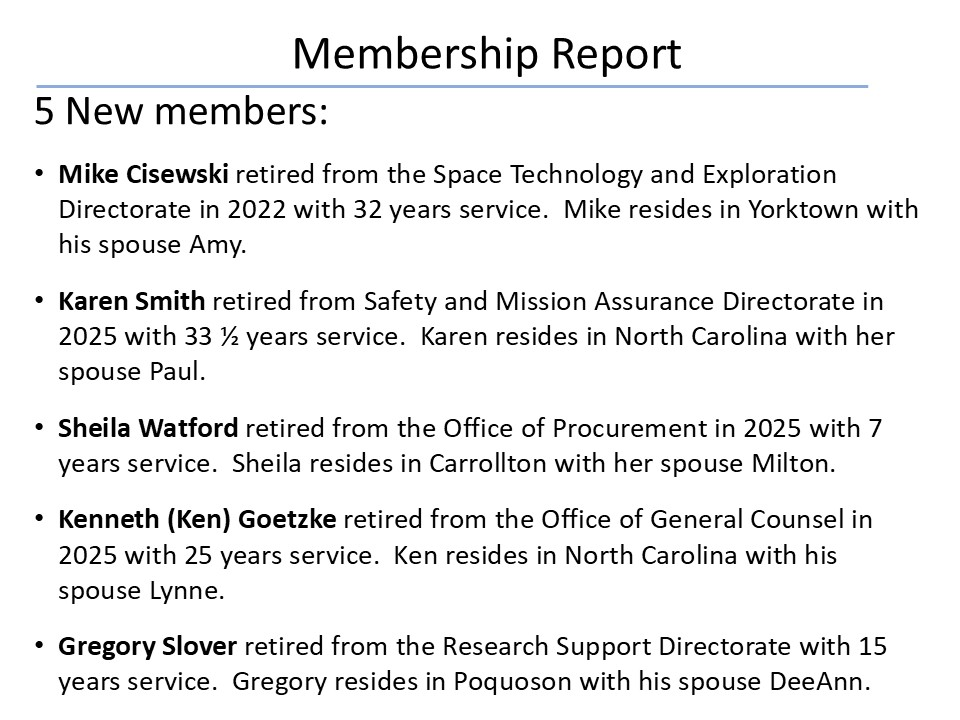 Membership Report
5 New members:
• Mike Cisewski retired from the Space Technology and Exploration
Directorate in 2022 with 32 years service.  Mike resides in Yorktown with
his spouse Amy.
• Karen Smith retired from Safety and Mission Assurance Directorate in
2025 with 33 ½ years service.  Karen resides in North Carolina with her
spouse Paul.
• Sheila Watford retired from the Office of Procurement in 2025 with 7
years service.  Sheila resides in Carrollton with her spouse Milton.
• Kenneth (Ken) Goetzke retired from the Office of General Counsel in
2025 with 25 years service.  Ken resides in North Carolina with his
spouse Lynne.
• Gregory Slover retired from the Research Support Directorate with 15
years service.  Gregory resides in Poquoson with his spouse DeeAnn.